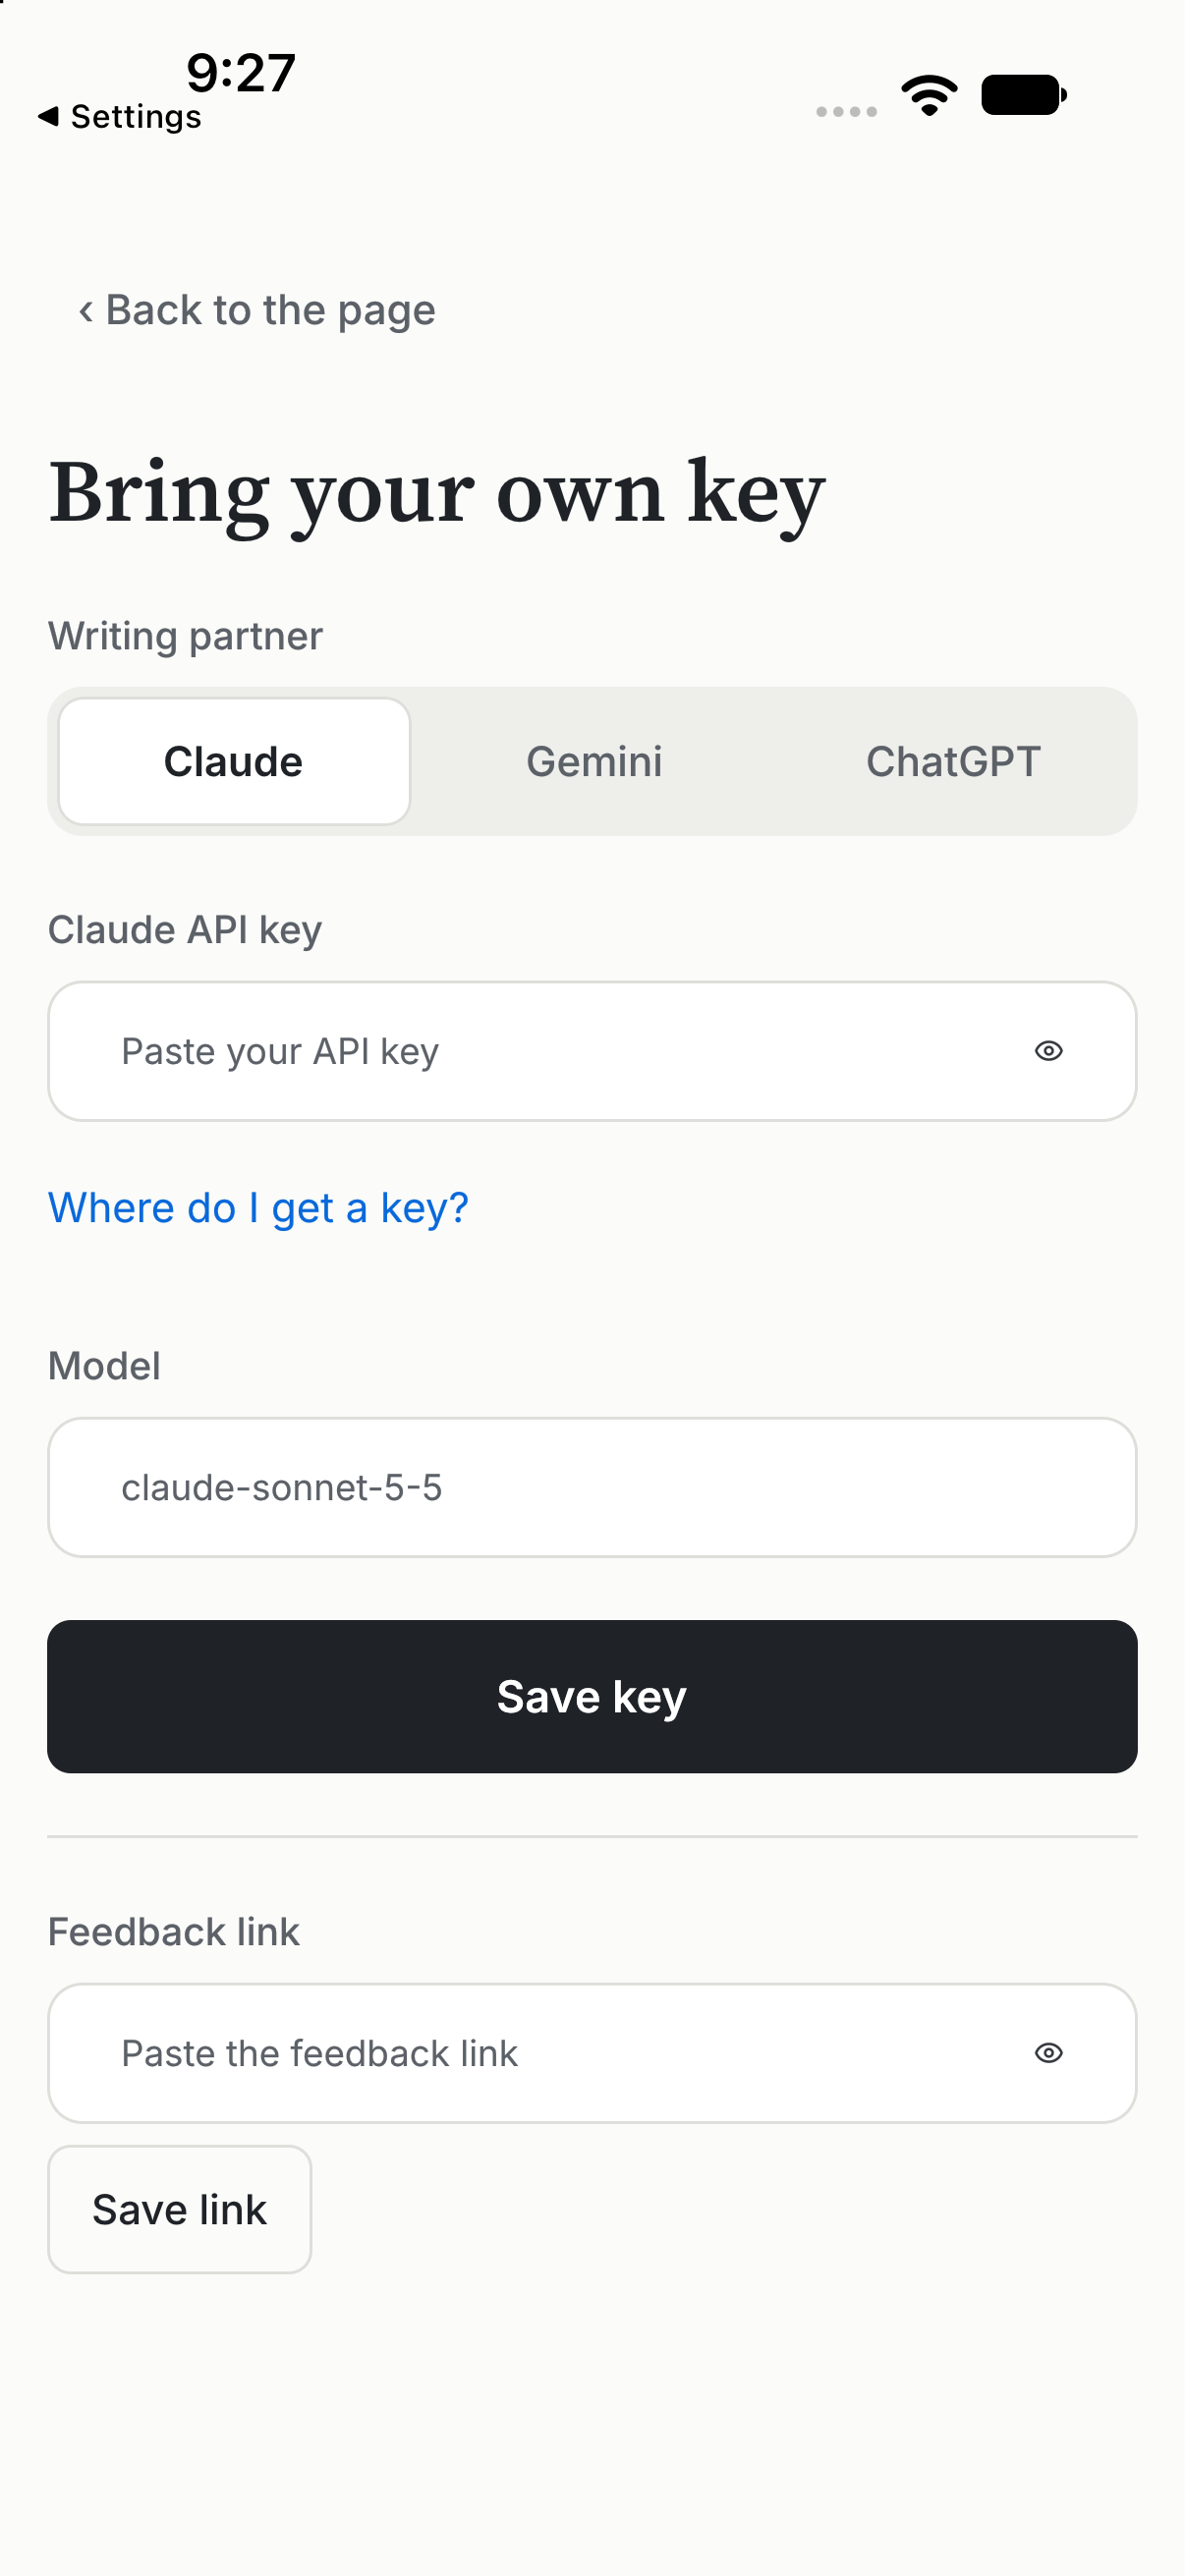 9:27
◀ Settings
‹ Back to the page
Bring your own key
Writing partner
Claude Gemini ChatGPT
Claude API key
Paste your API key
Where do I get a key?
Model
claude-sonnet-5-5
Save key
Feedback link
Paste the feedback link
Save link